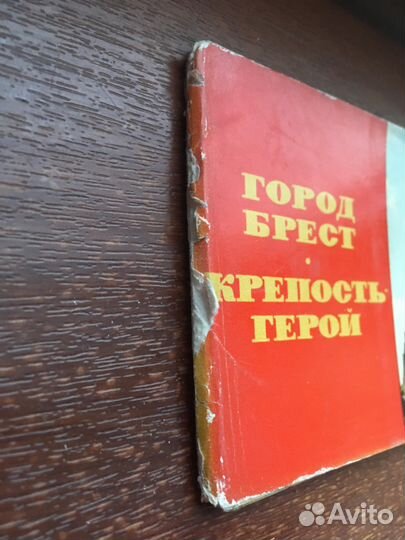 ГОРОД
БРЕСТ
•
КРЕПОСТЬ-
ГЕРОЙ
Avito